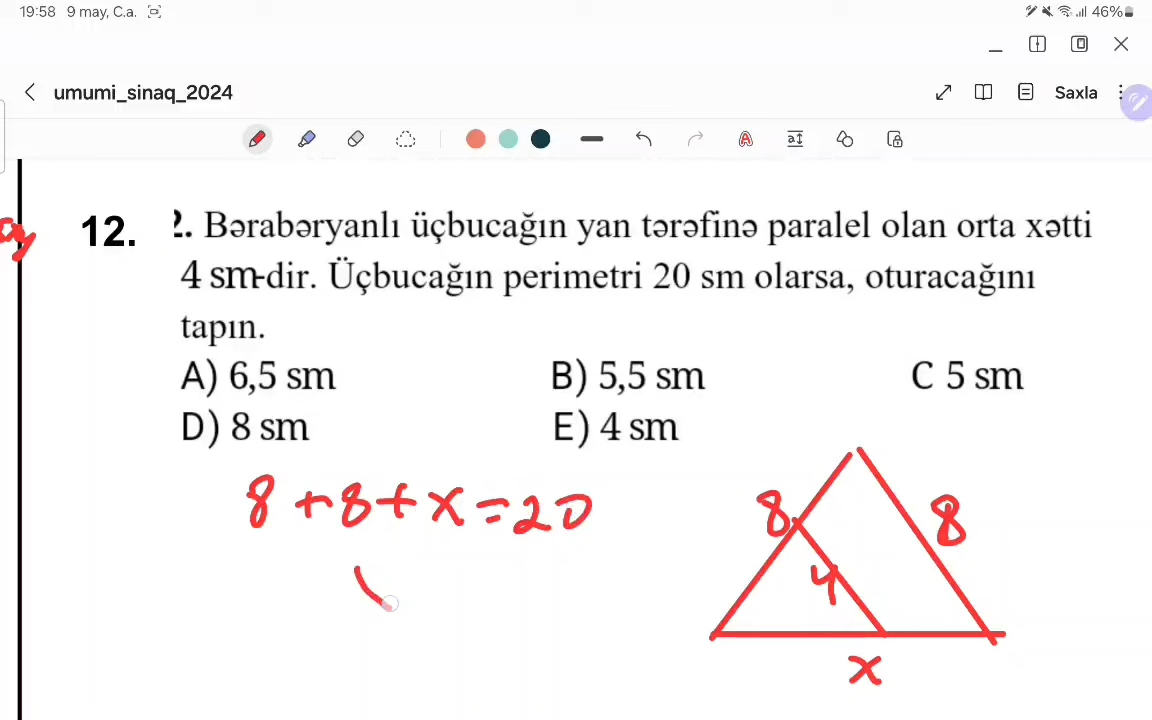 19:58 9 may, C.a. 46%
umumi_sinaq_2024 Saxla
12. 2. Bərabəryanlı üçbucağın yan tərəfinə paralel olan orta xətti
4 sm-dir. Üçbucağın perimetri 20 sm olarsa, oturacağını
tapın.
A) 6,5 sm B) 5,5 sm C 5 sm
D) 8 sm E) 4 sm
8+8+x=20
8 8
4
x